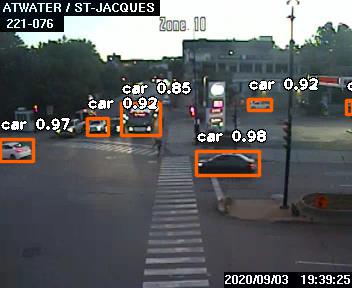 ATWATER / ST-JACQUES
221-076
Zone 10
car 0.85
car 0.92
car 0.92
car 0.97
car 0.98
c
2020/09/03 19:39:25